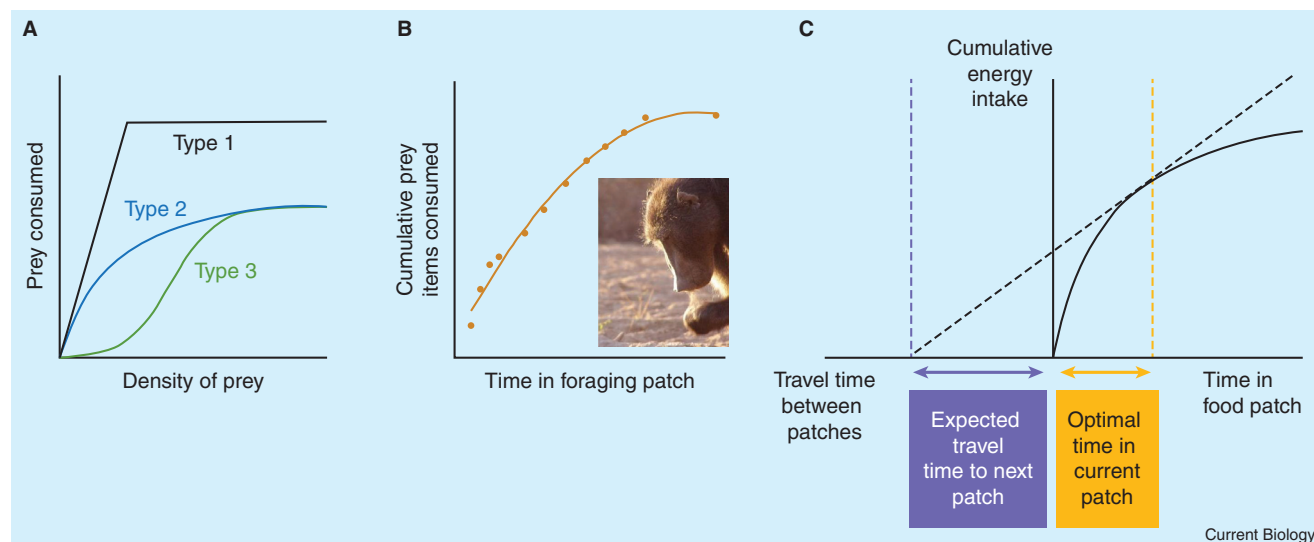 A
Prey consumed
Type 1
Type 2
Type 3
Density of prey
B
Cumulative prey
items consumed
Time in foraging patch
C
Cumulative
energy
intake
Travel time
between
patches
Expected
travel
time to next
patch
Optimal
time in
current
patch
Time in
food patch
Current Biology